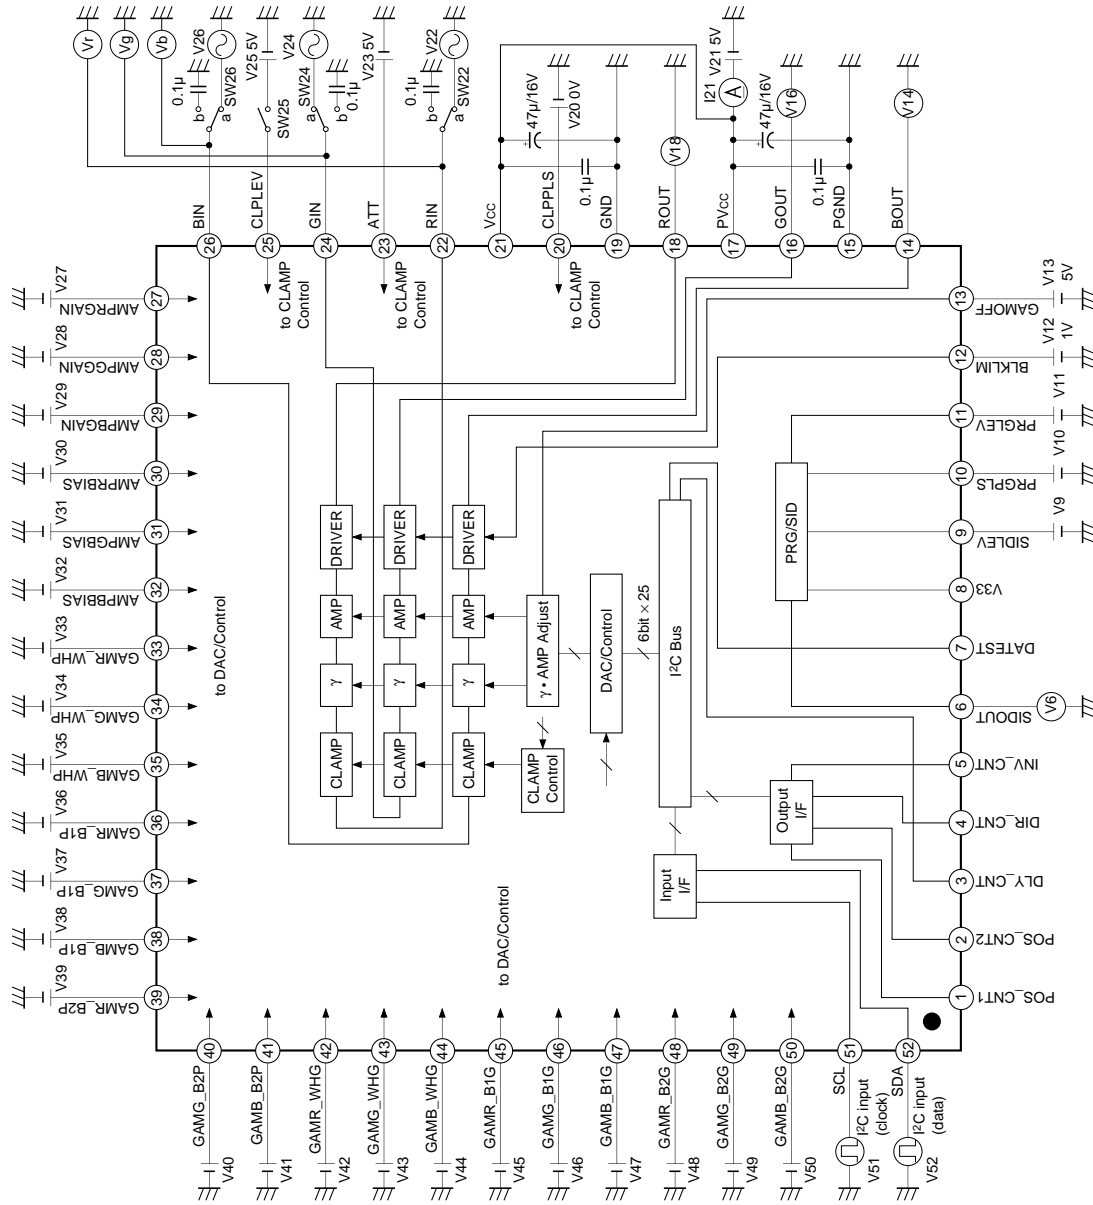 Vr
Vg
Vb
0.1µ
V26
SW26
b
a
V25 5V
SW25
V24
SW24
a
b
0.1µ
V23 5V
0.1µ
V22
SW22
b
a
47µ/16V
V20 0V
0.1µ
V18
I21
V21 5V
A
47µ/16V
V16
0.1µ
V14
BIN
CLPLEV
GIN
ATT
RIN
Vcc
CLPPLS
GND
ROUT
PVcc
GOUT
PGND
BOUT
26
25
24
23
22
21
20
19
18
17
16
15
14
to CLAMP
Control
to CLAMP
Control
to CLAMP
Control
V27
AMPRGAIN
27
V28
AMPGGAIN
28
V29
AMPBGAIN
29
V30
AMPRBIAS
30
V31
AMPGBIAS
31
V32
AMPBBIAS
32
V33
GAMR_WHP
33
V34
GAMG_WHP
34
V35
GAMB_WHP
35
V36
GAMR_B1P
36
V37
GAMG_B1P
37
V38
GAMB_B1P
38
V39
GAMR_B2P
39
to DAC/Control
DRIVER
DRIVER
DRIVER
AMP
AMP
AMP
γ
γ
γ
CLAMP
CLAMP
CLAMP
γ • AMP Adjust
CLAMP
Control
DAC/Control
6bit × 25
I²C Bus
PRG/SID
Output
I/F
Input
I/F
to DAC/Control
13
GAMOFF
V13
5V
12
BLKLIM
V12
1V
11
PRGLEV
V11
10
PRGPLS
V10
9
SIDLEV
V9
8
V33
7
DATEST
6
SIDOUT
V6
5
INV_CNT
4
DIR_CNT
3
DLY_CNT
2
POS_CNT2
1
POS_CNT1
40
41
42
43
44
45
46
47
48
49
50
51
52
GAMG_B2P
GAMB_B2P
GAMR_WHG
GAMG_WHG
GAMB_WHG
GAMR_B1G
GAMG_B1G
GAMB_B1G
GAMR_B2G
GAMG_B2G
GAMB_B2G
SCL
SDA
I²C input
(clock)
I²C input
(data)
V40
V41
V42
V43
V44
V45
V46
V47
V48
V49
V50
V51
V52